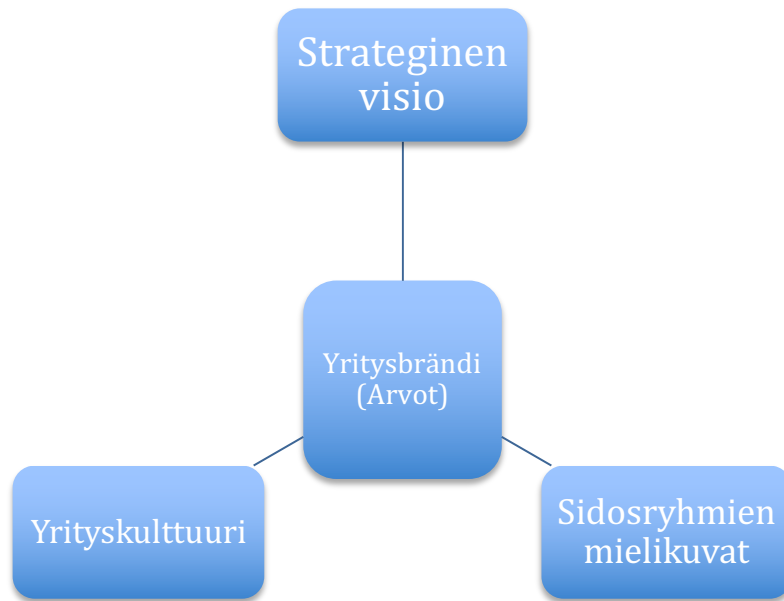 Strateginen
visio
Yritysbrändi
(Arvot)
Yrityskulttuuri
Sidosryhmien
mielikuvat